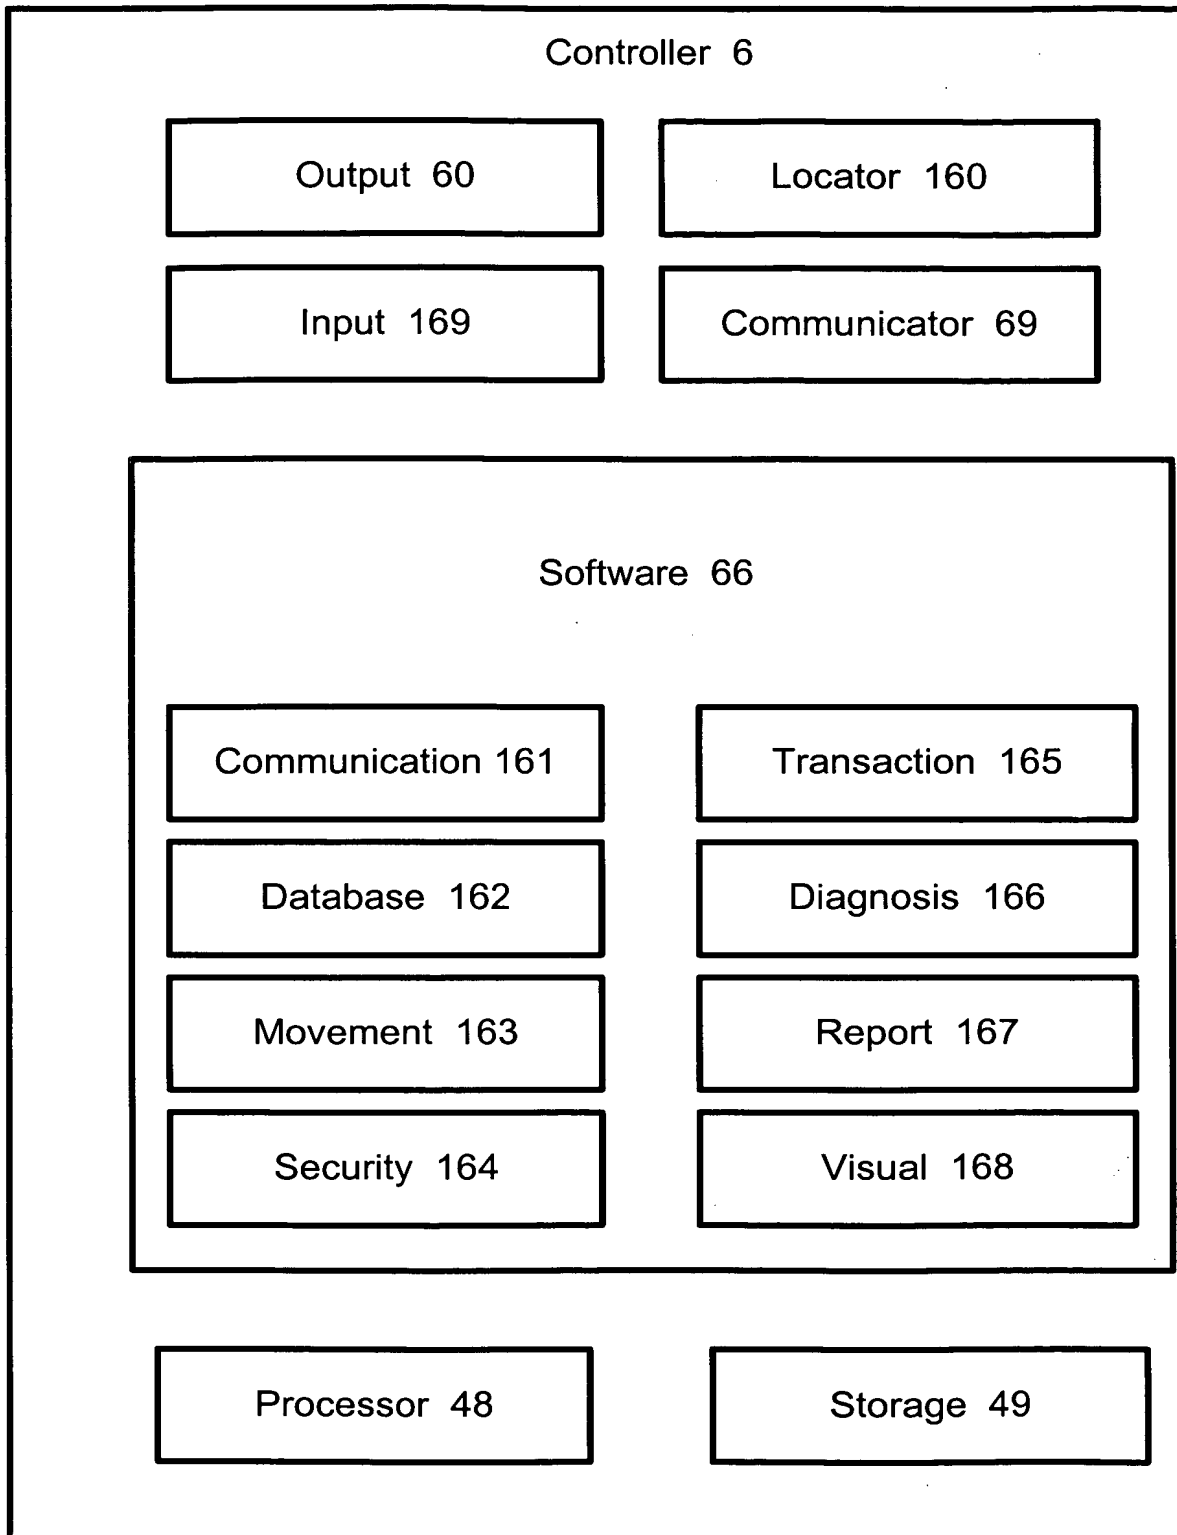 Controller 6
Output 60
Locator 160
Input 169
Communicator 69
Software 66
Communication 161
Transaction 165
Database 162
Diagnosis 166
Movement 163
Report 167
Security 164
Visual 168
Processor 48
Storage 49